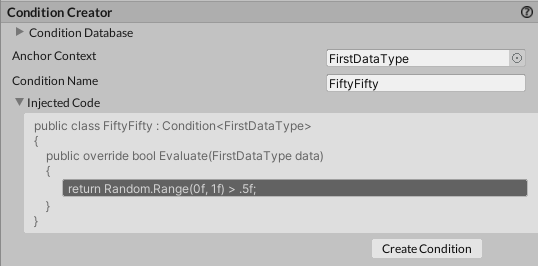 Condition Creator
Condition Database
Anchor Context FirstDataType
Condition Name FiftyFifty
Injected Code
public class FiftyFifty : Condition<FirstDataType>
{
public override bool Evaluate(FirstDataType data)
{
return Random.Range(0f, 1f) > .5f;
}
}
Create Condition